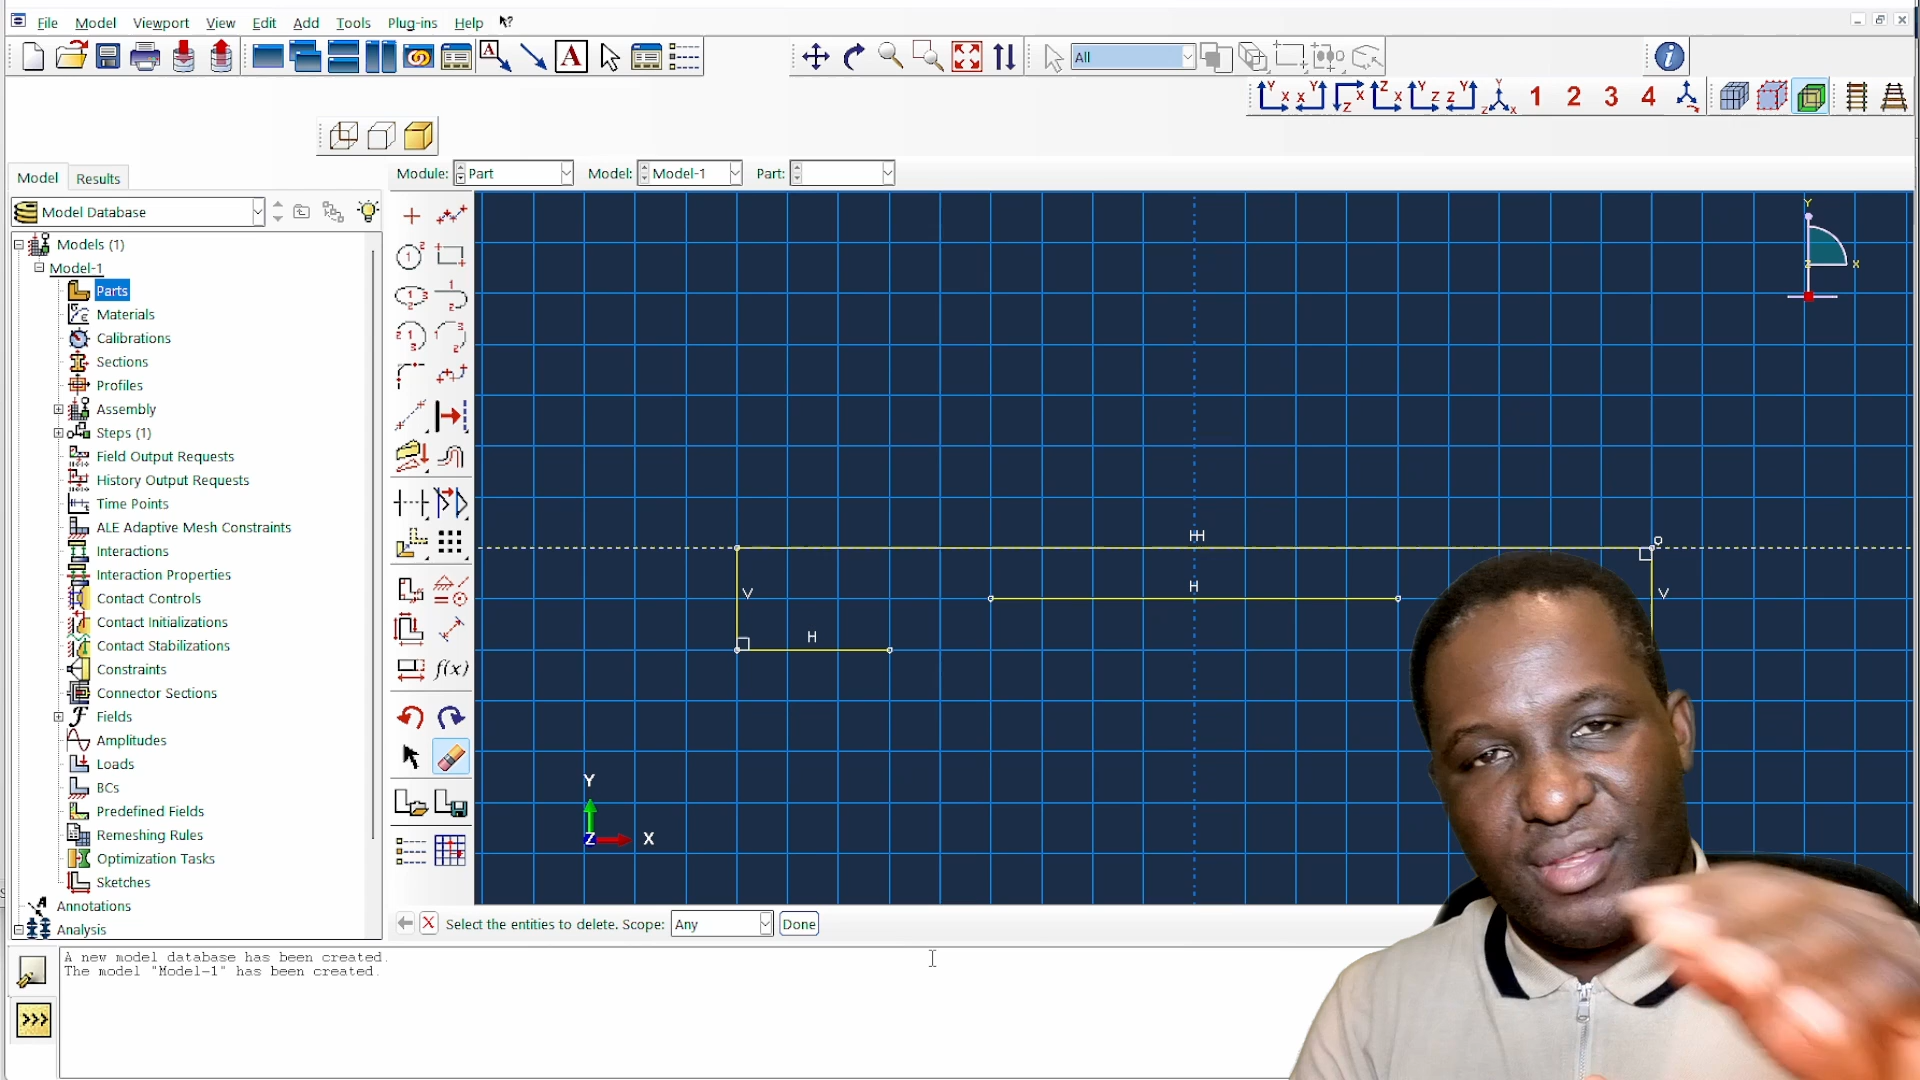 File Model Viewport View Edit Add Tools Plug-ins Help
All
1 2 3 4
Model Results
Module: Part Model: Model-1 Part:
Model Database
Models (1)
Model-1
Parts
Materials
Calibrations
Sections
Profiles
Assembly
Steps (1)
Field Output Requests
History Output Requests
Time Points
ALE Adaptive Mesh Constraints
Interactions
Interaction Properties
Contact Controls
Contact Initializations
Contact Stabilizations
Constraints
Connector Sections
Fields
Amplitudes
Loads
BCs
Predefined Fields
Remeshing Rules
Optimization Tasks
Sketches
Annotations
Analysis
f(x)
Y
Z X
H
V
H
V
H
Y
Z X
Select the entities to delete. Scope: Any Done
A new model database has been created.
The model "Model-1" has been created.
>>>